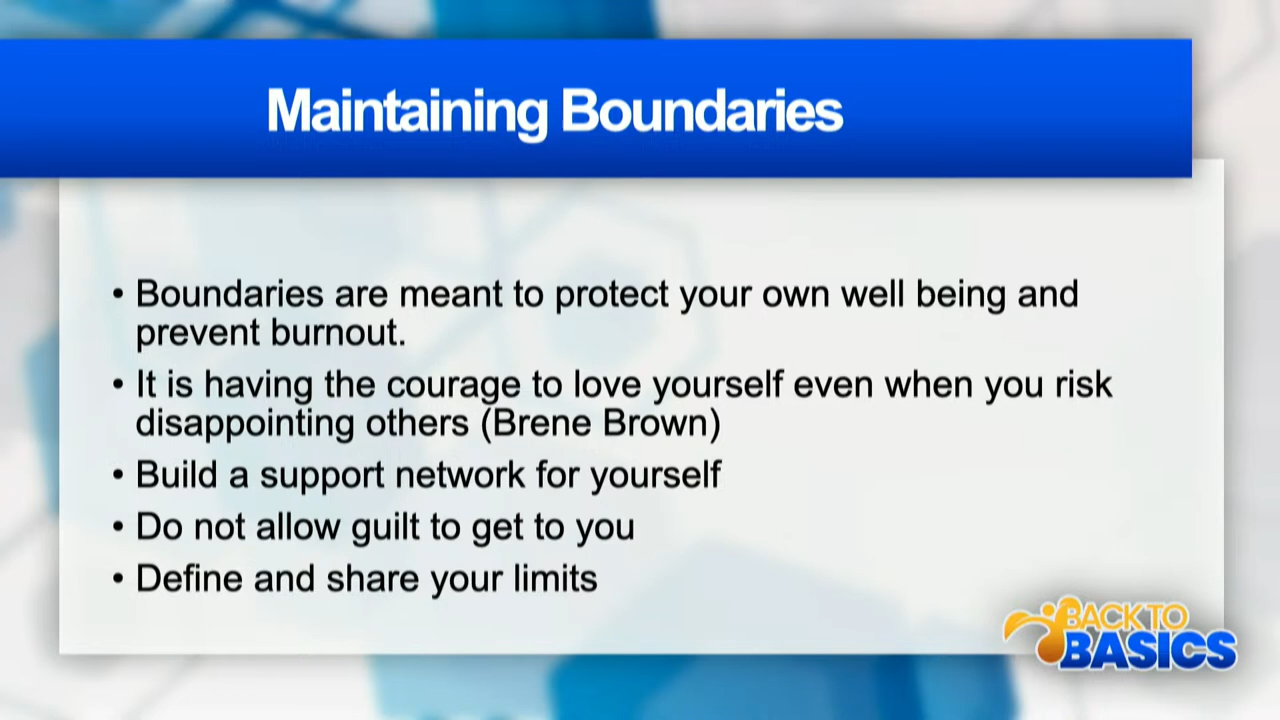 Maintaining Boundaries
• Boundaries are meant to protect your own well being and
prevent burnout.
• It is having the courage to love yourself even when you risk
disappointing others (Brene Brown)
• Build a support network for yourself
• Do not allow guilt to get to you
• Define and share your limits
BACK TO
BASICS